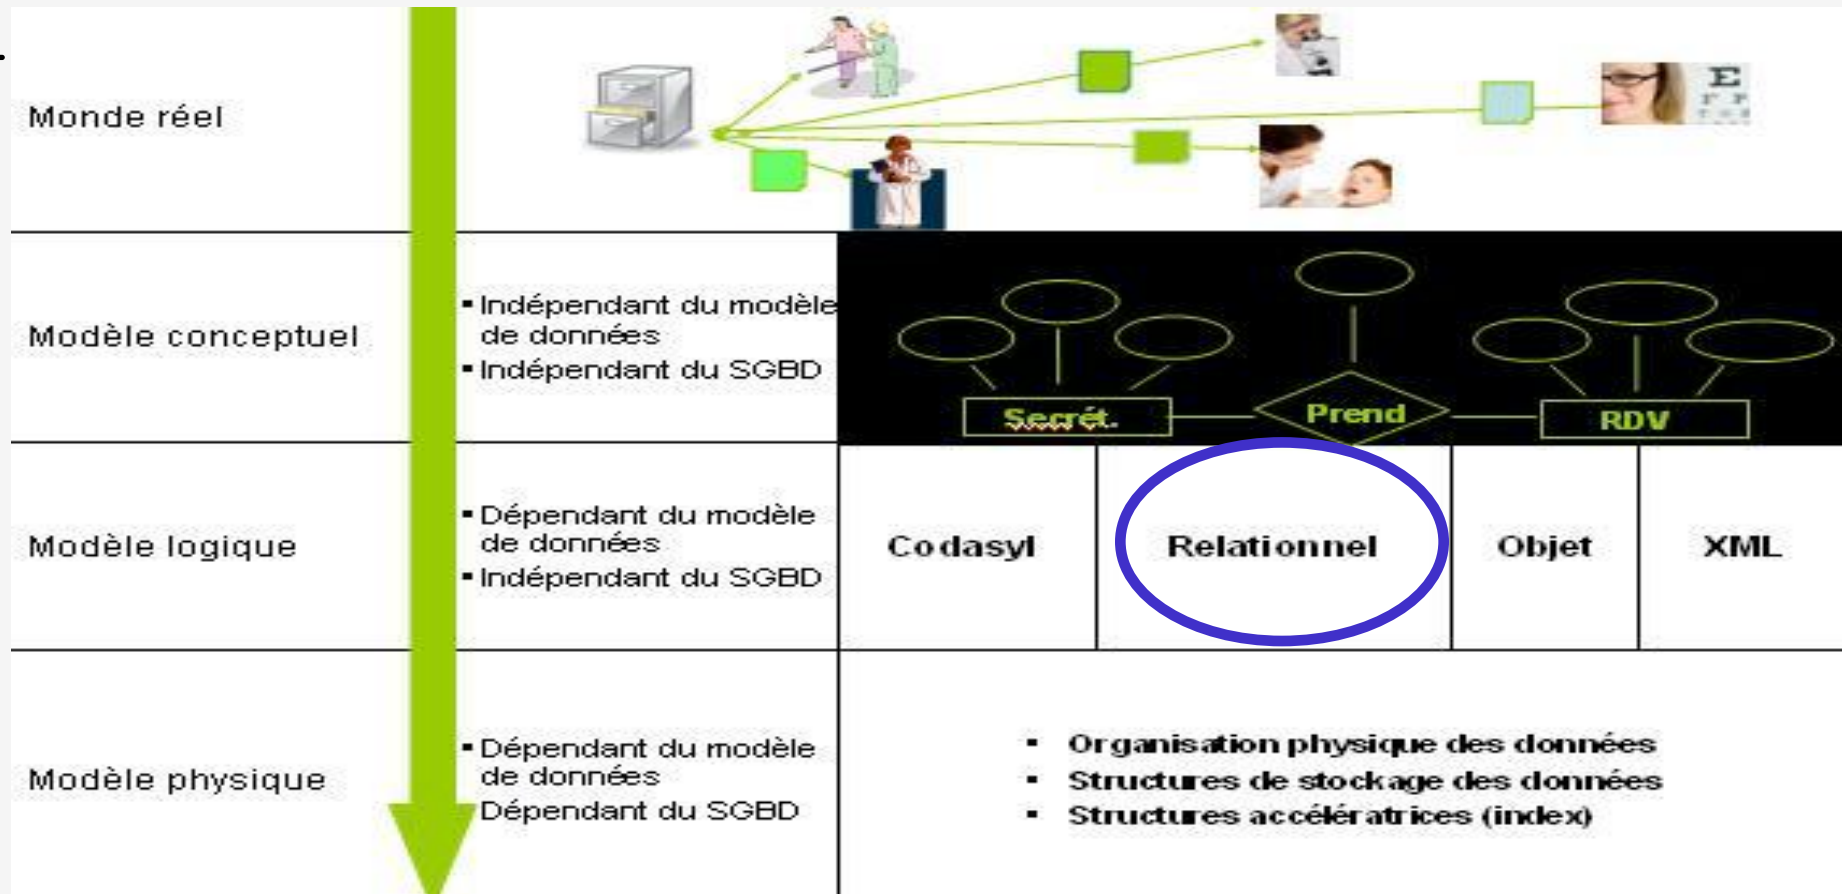 Monde réel
E
F P
Modèle conceptuel
▪ Indépendant du modèle
de données
▪ Indépendant du SGBD
Secrét.
Prend
RDV
Modèle logique
▪ Dépendant du modèle
de données
▪ Indépendant du SGBD
Codasyl
Relationnel
Objet
XML
Modèle physique
▪ Dépendant du modèle
de données
Dépendant du SGBD
▪ Organisation physique des données
▪ Structures de stockage des données
▪ Structures accélératrices (index)